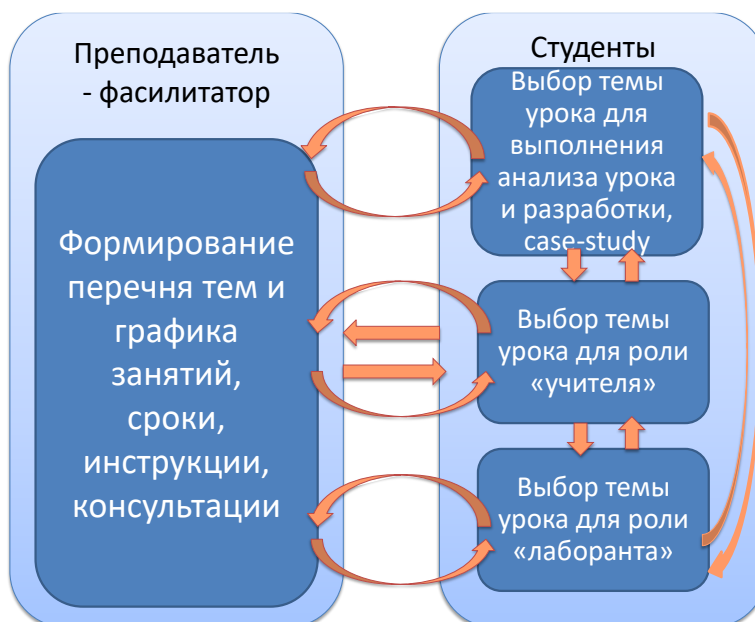 Преподаватель
- фасилитатор
Формирование
перечня тем и
графика
занятий,
сроки,
инструкции,
консультации
Студенты
Выбор темы
урока для
выполнения
анализа урока
и разработки,
case-study
Выбор темы
урока для роли
«учителя»
Выбор темы
урока для роли
«лаборанта»